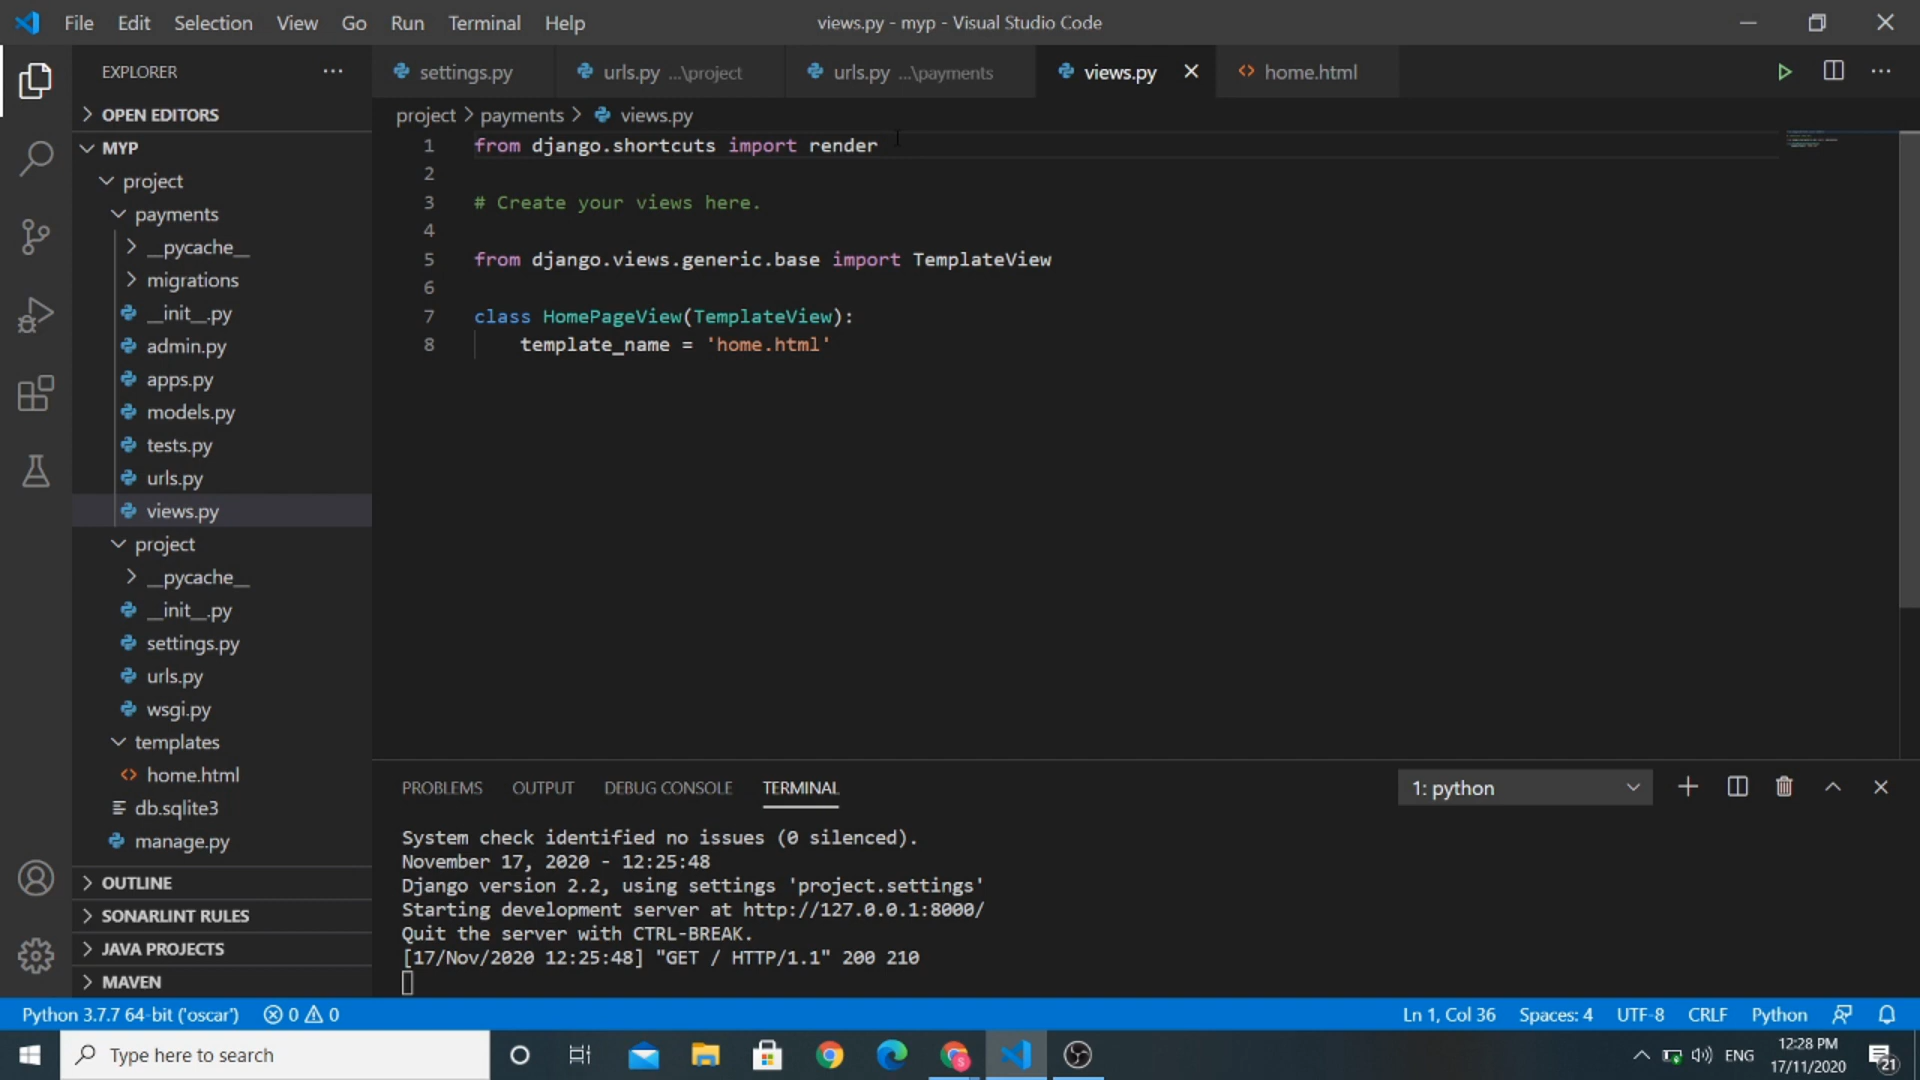 File Edit Selection View Go Run Terminal Help
views.py - myp - Visual Studio Code
EXPLORER
OPEN EDITORS
MYP
project
payments
__pycache__
migrations
__init__.py
admin.py
apps.py
models.py
tests.py
urls.py
views.py
project
__pycache__
__init__.py
settings.py
urls.py
wsgi.py
templates
home.html
db.sqlite3
manage.py
OUTLINE
SONARLINT RULES
JAVA PROJECTS
MAVEN
settings.py urls.py ...\project urls.py ...\payments views.py home.html
project > payments > views.py
1 from django.shortcuts import render
2
3 # Create your views here.
4
5 from django.views.generic.base import TemplateView
6
7 class HomePageView(TemplateView):
8 template_name = 'home.html'
PROBLEMS OUTPUT DEBUG CONSOLE TERMINAL 1: python
System check identified no issues (0 silenced).
November 17, 2020 - 12:25:48
Django version 2.2, using settings 'project.settings'
Starting development server at http://127.0.0.1:8000/
Quit the server with CTRL-BREAK.
[17/Nov/2020 12:25:48] "GET / HTTP/1.1" 200 210
Python 3.7.7 64-bit ('oscar') 0 0 Ln 1, Col 36 Spaces: 4 UTF-8 CRLF Python
Type here to search
ENG
12:28 PM
17/11/2020
21